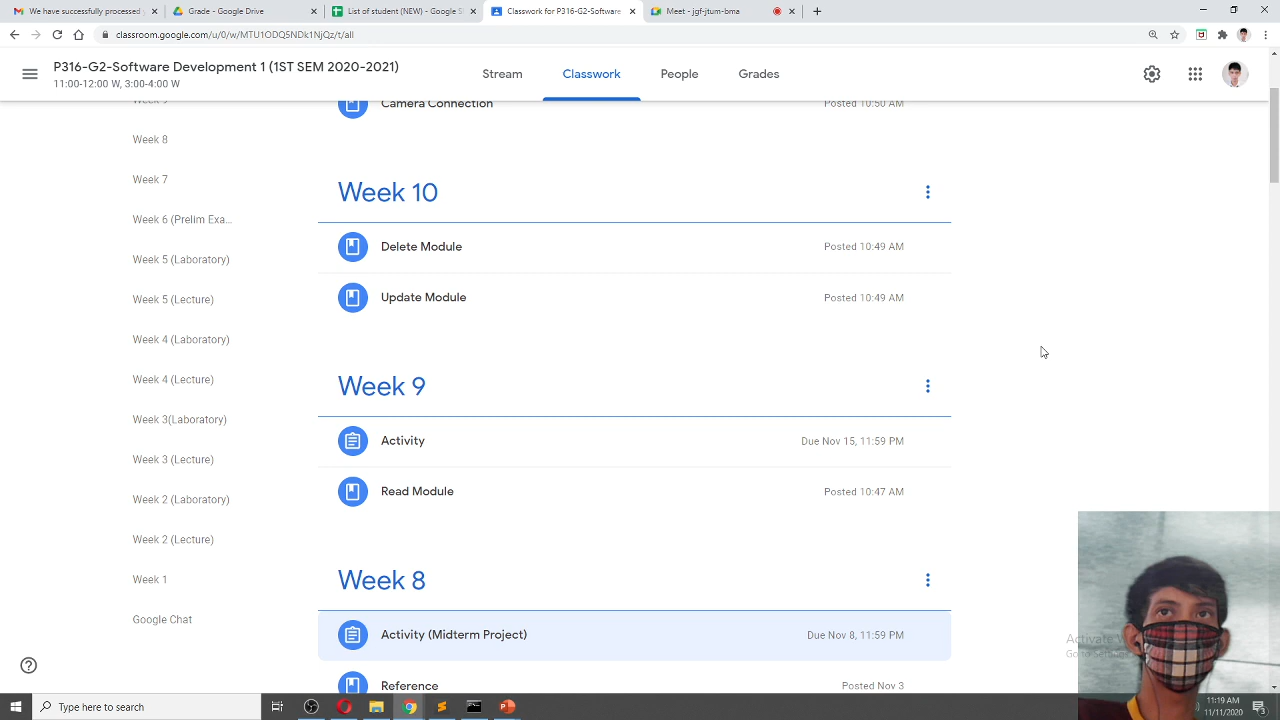 We have successfully processed y
Grade - Google Drive
List of student (NEW) - Google S
Classwork for P316-G2-Software
Meet - jgf-jtum-bma
classroom.google.com/u/0/w/MTU1ODQ5NDk1NjQz/t/all
P316-G2-Software Development 1 (1ST SEM 2020-2021)
11:00-12:00 W, 3:00-4:00 W
Stream
Classwork
People
Grades
Week 9
Week 8
Week 7
Week 6 (Prelim Exa...
Week 5 (Laboratory)
Week 5 (Lecture)
Week 4 (Laboratory)
Week 4 (Lecture)
Week 3(Laboratory)
Week 3 (Lecture)
Week 2 (Laboratory)
Week 2 (Lecture)
Week 1
Google Chat
Camera Connection
Posted 10:50 AM
Week 10
Delete Module
Posted 10:49 AM
Update Module
Posted 10:49 AM
Week 9
Activity
Due Nov 15, 11:59 PM
Read Module
Posted 10:47 AM
Week 8
Activity (Midterm Project)
Due Nov 8, 11:59 PM
Reference
Posted Nov 3
Activate
Go to
Type here to search
11:19 AM
11/11/2020
3